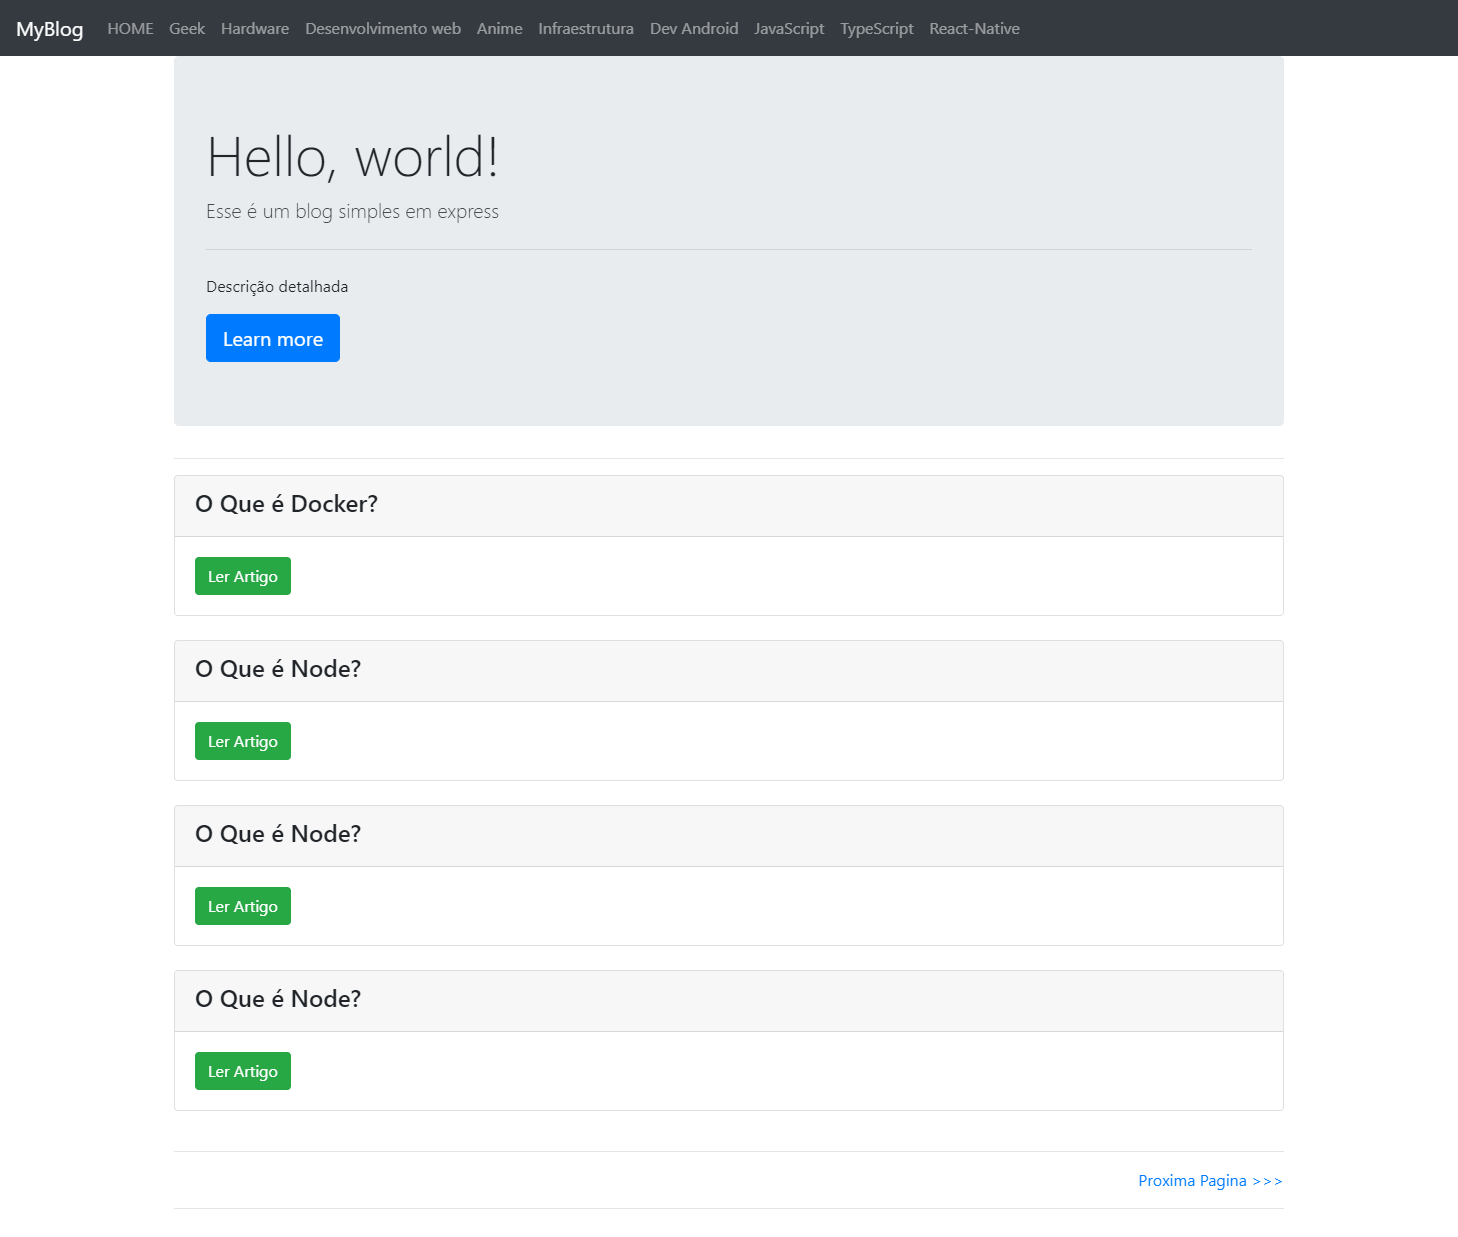 MyBlog HOME Geek Hardware Desenvolvimento web Anime Infraestrutura Dev Android JavaScript TypeScript React-Native
Hello, world!
Esse é um blog simples em express
Descrição detalhada
Learn more
O Que é Docker?
Ler Artigo
O Que é Node?
Ler Artigo
O Que é Node?
Ler Artigo
O Que é Node?
Ler Artigo
Proxima Pagina >>>